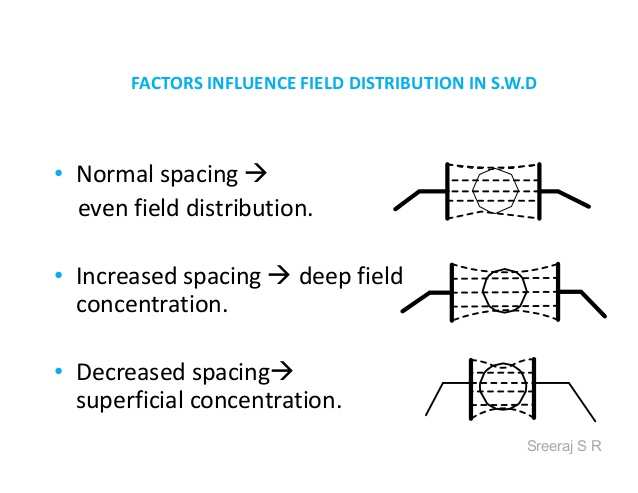 FACTORS INFLUENCE FIELD DISTRIBUTION IN S.W.D
• Normal spacing →
even field distribution.
• Increased spacing → deep field
concentration.
• Decreased spacing→
superficial concentration.
Sreeraj S R